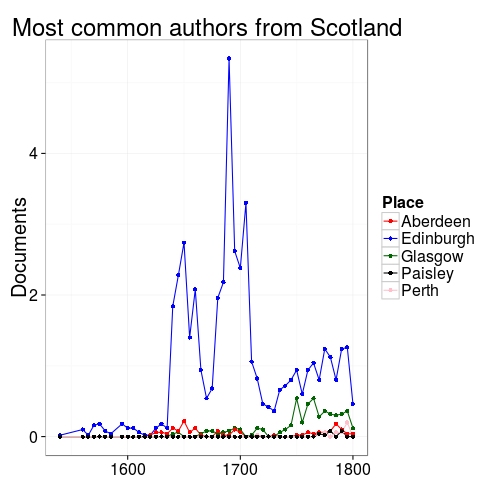 Most common authors from Scotland
Documents
4
2
0
1600
1700
1800
Place
Aberdeen
Edinburgh
Glasgow
Paisley
Perth